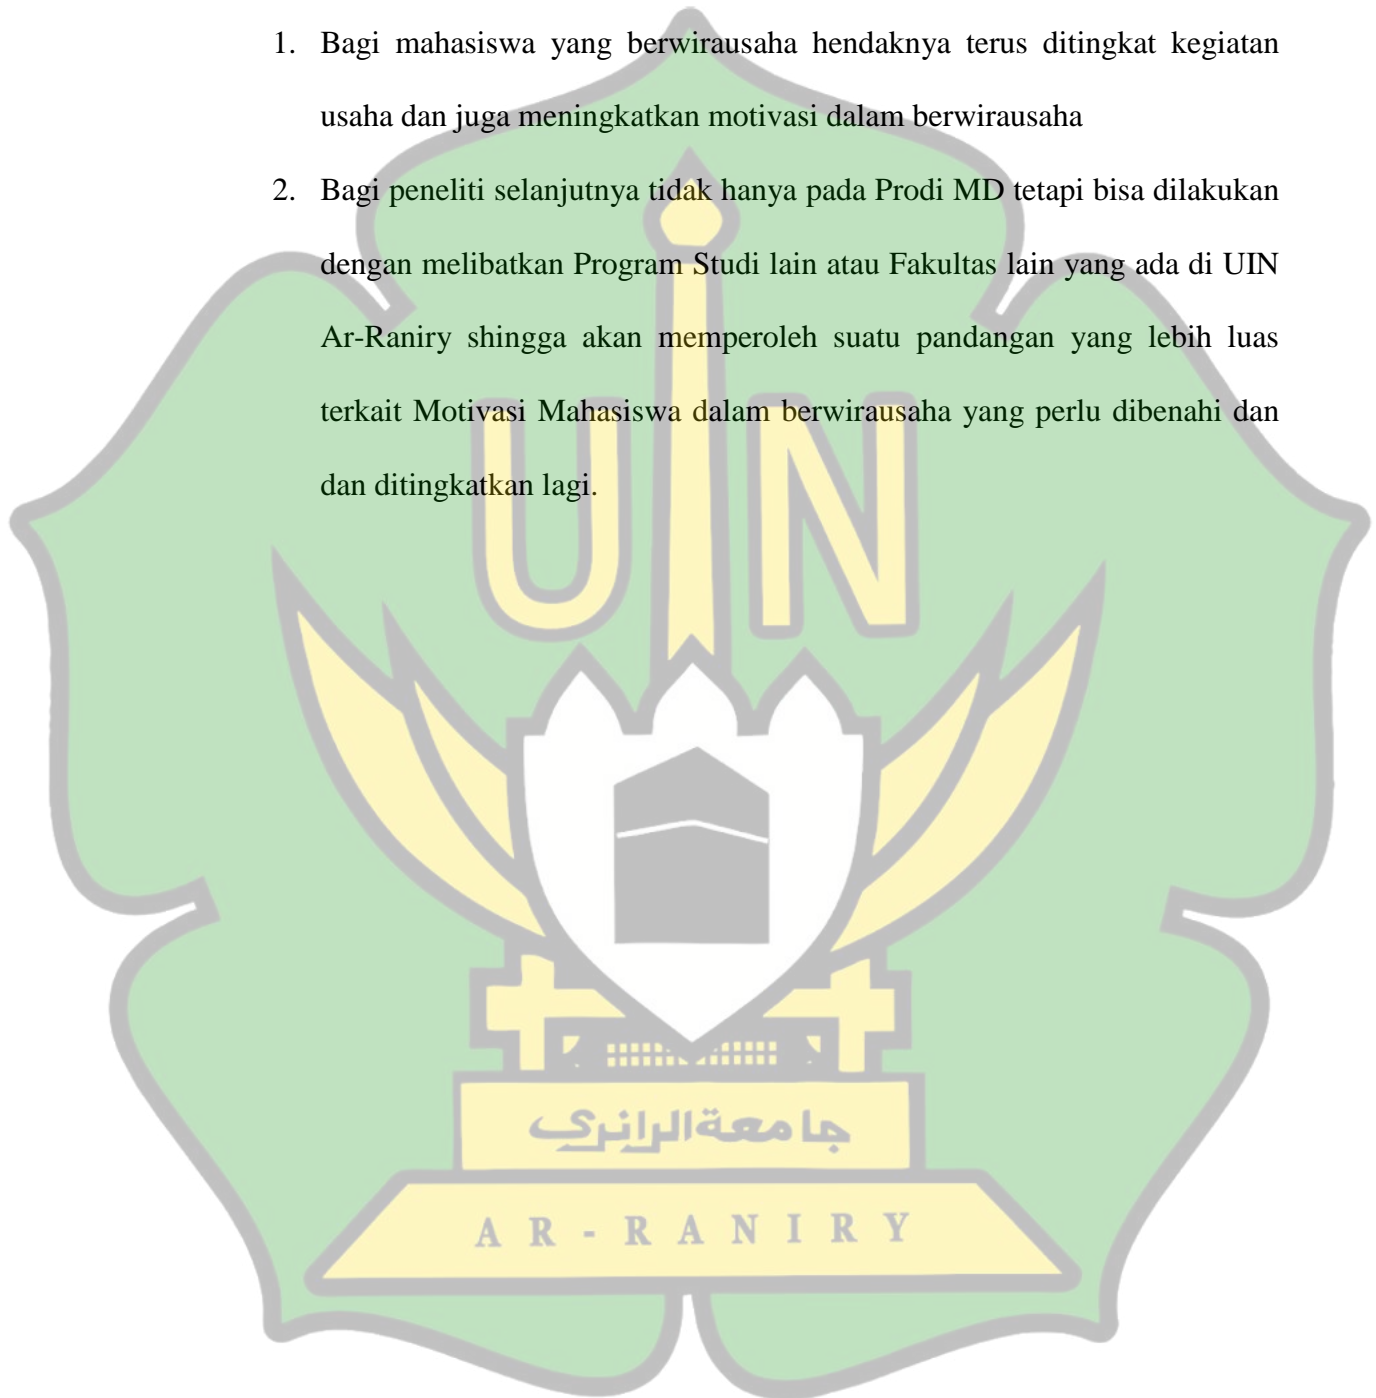 1. Bagi mahasiswa yang berwirausaha hendaknya terus ditingkat kegiatan
usaha dan juga meningkatkan motivasi dalam berwirausaha
2. Bagi peneliti selanjutnya tidak hanya pada Prodi MD tetapi bisa dilakukan
dengan melibatkan Program Studi lain atau Fakultas lain yang ada di UIN
Ar-Raniry shingga akan memperoleh suatu pandangan yang lebih luas
terkait Motivasi Mahasiswa dalam berwirausaha yang perlu dibenahi dan
dan ditingkatkan lagi.
UIN
جامعةالرانري
AR-RANIRY